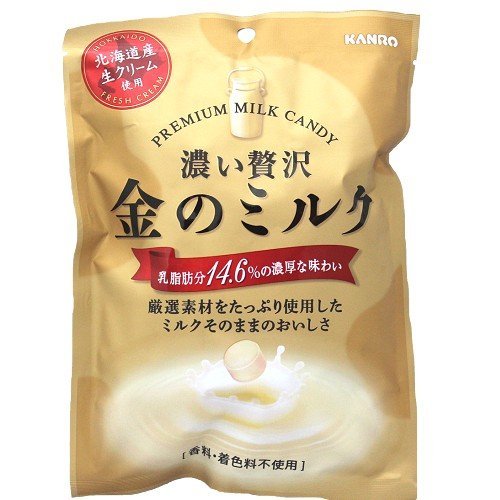 KANRO
HOKKAIDO
北海道産
生クリーム
使用
FRESH CREAM
PREMIUM MILK CANDY
濃い贅沢
金のミルク
乳脂肪分14.6%の濃厚な味わい
厳選素材をたっぷり使用した
ミルクそのままのおいしさ
[香料・着色料不使用]